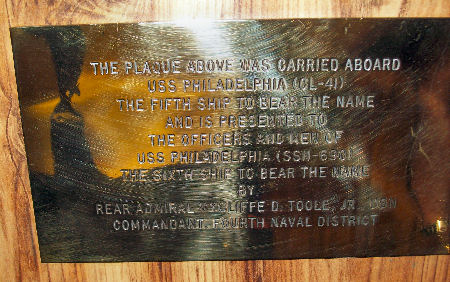 THE PLAQUE ABOVE WAS CARRIED ABOARD
USS PHILADELPHIA (CL-41)
THE FIFTH SHIP TO BEAR THE NAME
AND IS PRESENTED TO
THE OFFICERS AND MEN OF
USS PHILADELPHIA (SSN-690)
THE SIXTH SHIP TO BEAR THE NAME
BY
REAR ADMIRAL D. TOOLE, JR. USN
COMMANDANT, FOURTH NAVAL DISTRICT